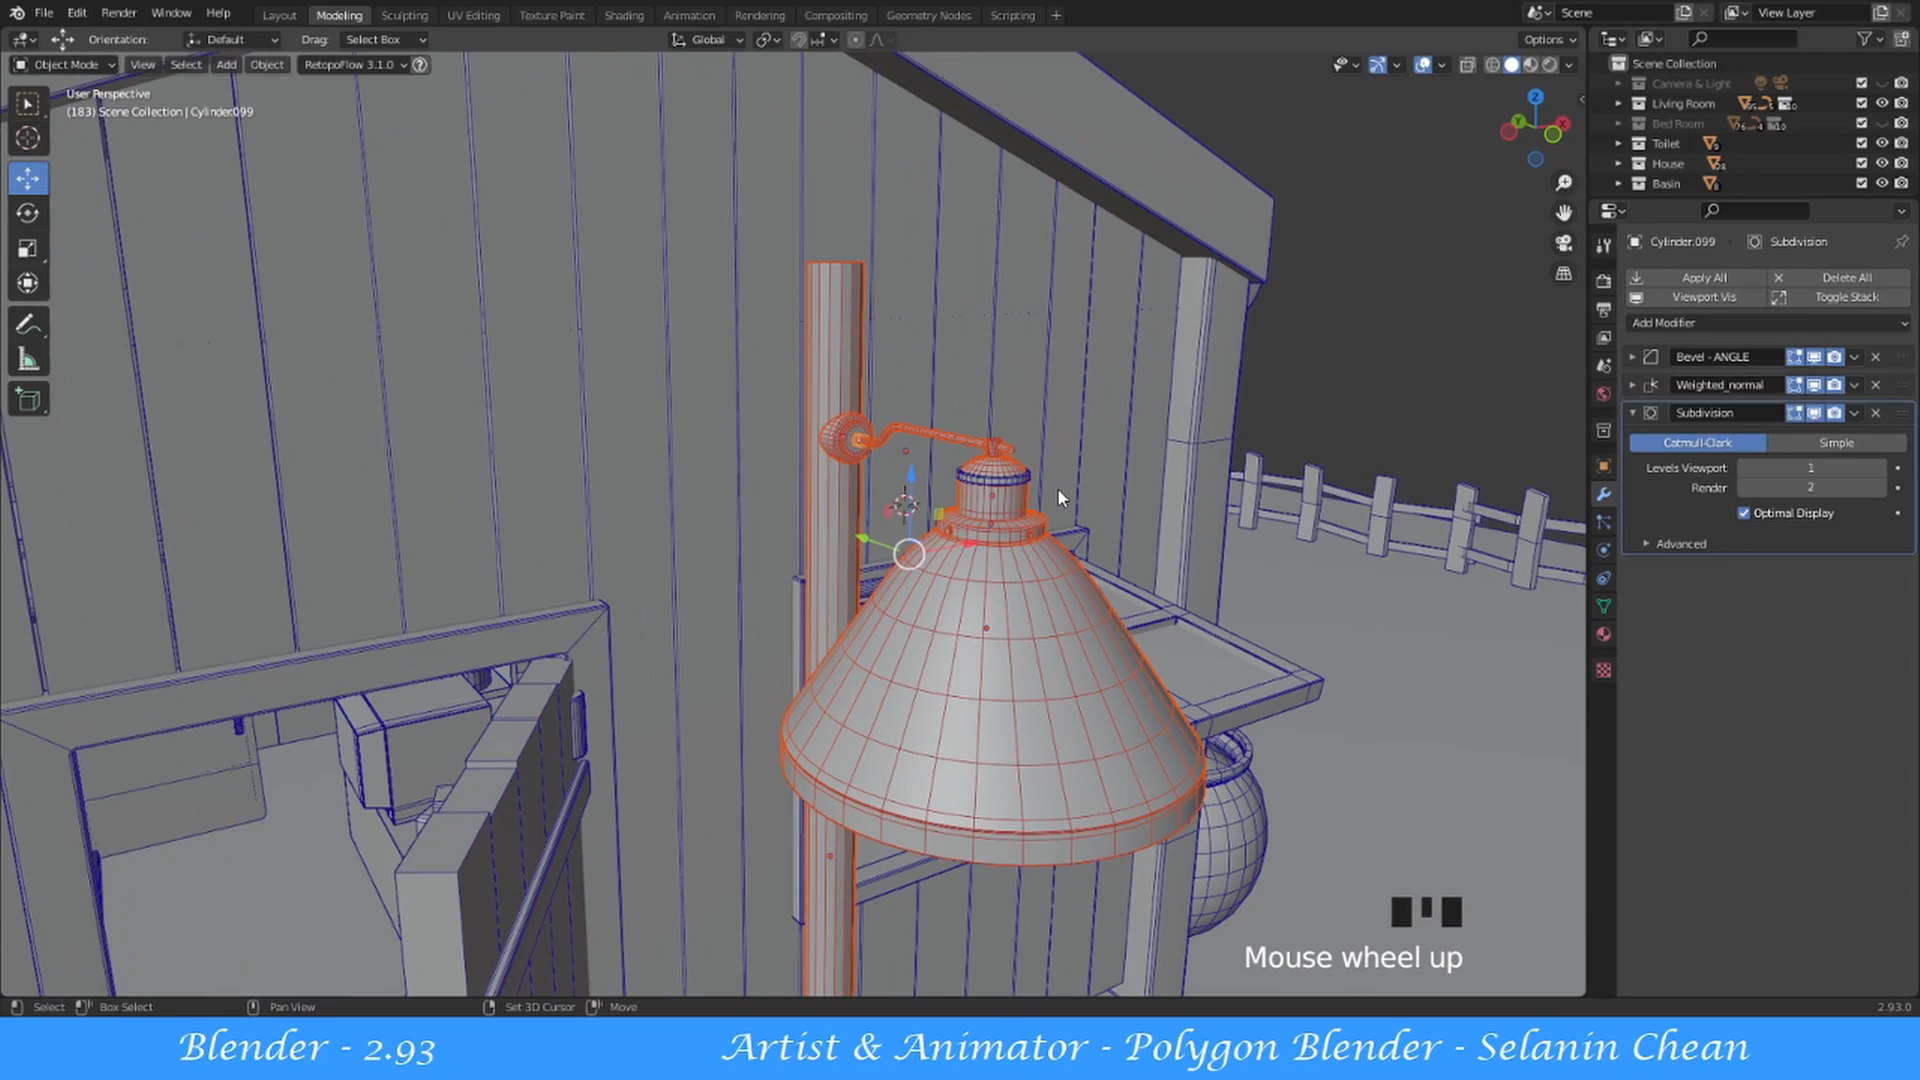 File Edit Render Window Help Layout Modeling Sculpting UV Editing Texture Paint Shading Animation Rendering Compositing Geometry Nodes Scripting + Scene View Layer
Orientation: Default Drag: Select Box Global Options
Object Mode View Select Add Object RetopoFlow 3.1.0
User Perspective
(183) Scene Collection | Cylinder.099
Z
Y
X
Scene Collection
Camera & Light
Living Room
Bed Room
Toilet
House
Basin
Cylinder.099 Subdivision
Apply All Delete All
Viewport Vis Toggle Stack
Add Modifier
Bevel - ANGLE
Weighted_normal
Subdivision
Catmull-Clark Simple
Levels Viewport 1
Render 2
Optimal Display
Advanced
Mouse wheel up
Select Box Select Pan View Set 3D Cursor Move 2.93.0
Blender - 2.93 Artist & Animator - Polygon Blender - Selanin Chean